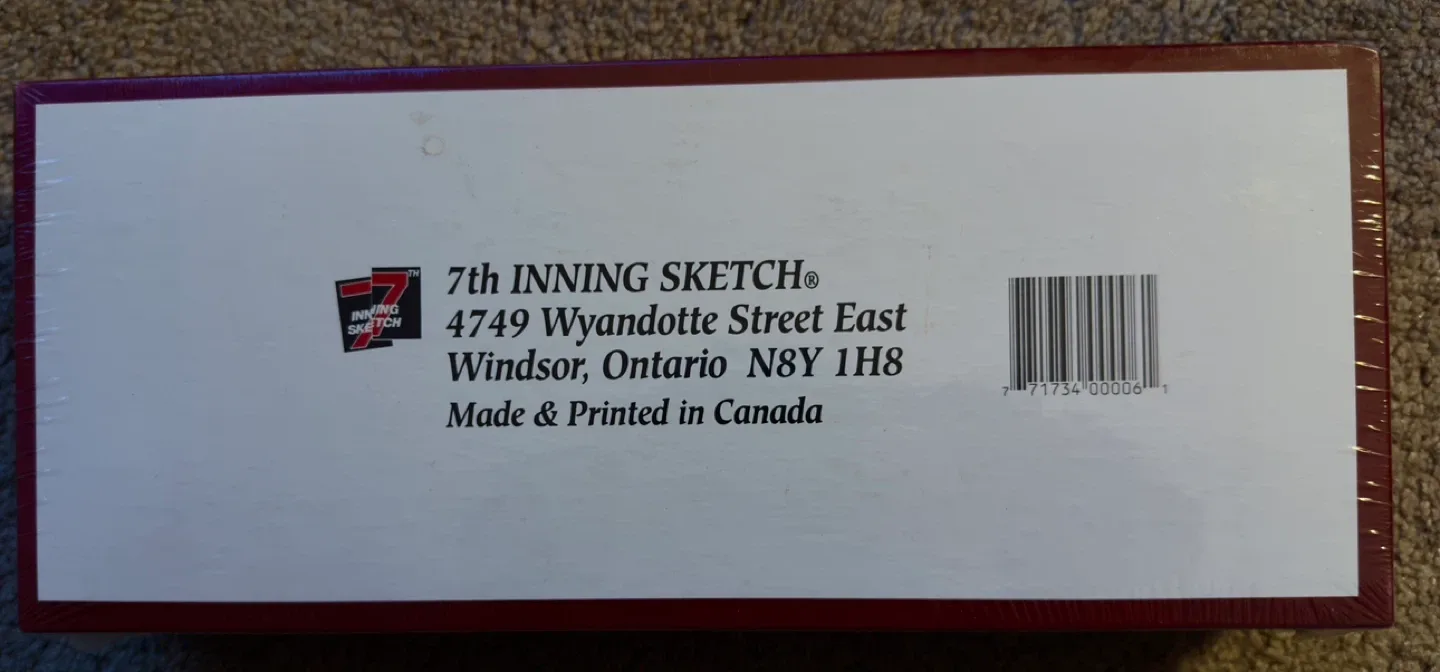 7TH
INNING
SKETCH
7th INNING SKETCH®
4749 Wyandotte Street East
Windsor, Ontario N8Y 1H8
Made & Printed in Canada
7 71734 00006 1